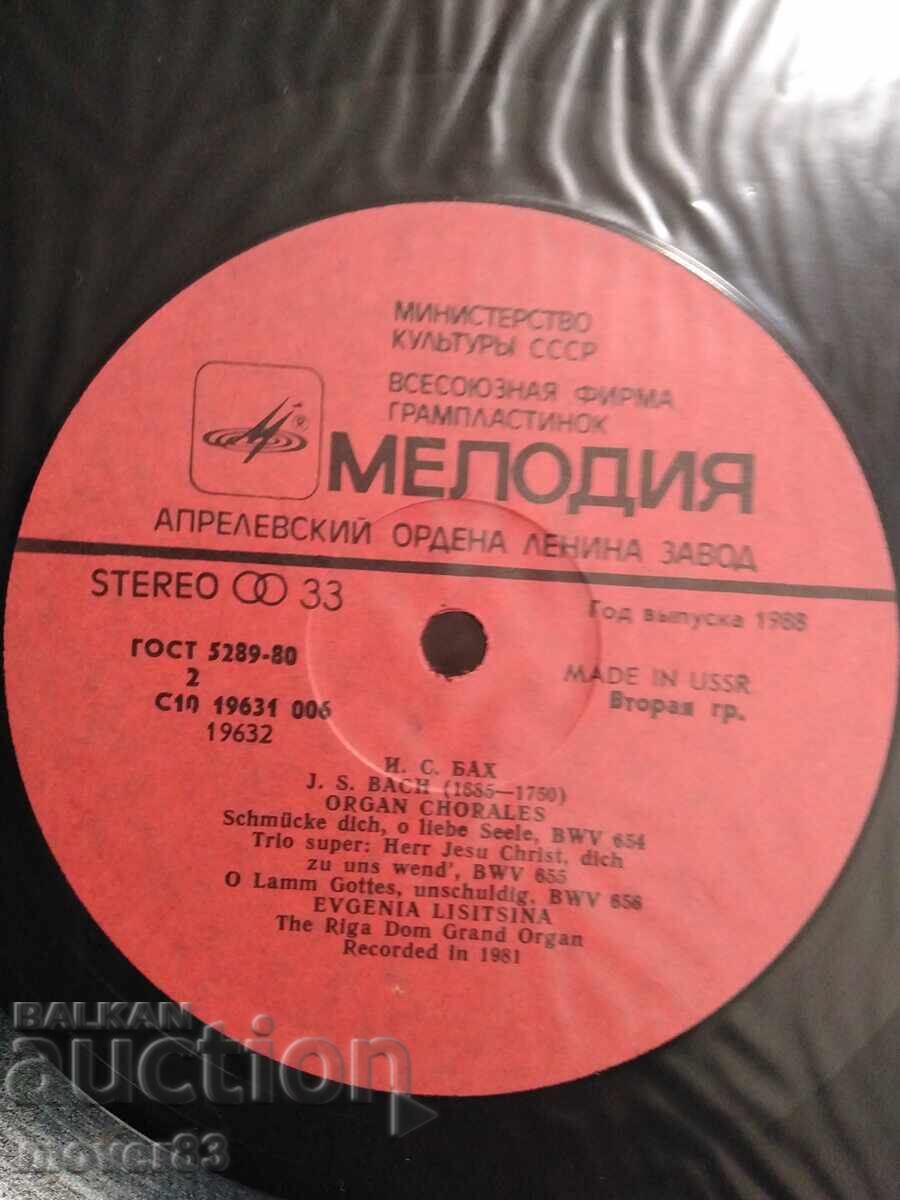 МИНИСТЕРСТВО
КУЛЬТУРЫ СССР
ВСЕСОЮЗНАЯ ФИРМА
ГРАМПЛАСТИНОК
МЕЛОДИЯ
АПРЕЛЕВСКИЙ ОРДЕНА ЛЕНИНА ЗАВОД
STEREO 33
Год выпуска 1988
ГОСТ 5289-80
2
С10 19631 006
19632
MADE IN USSR
Вторая гр.
И. С. БАХ
J. S. BACH (1685—1750)
ORGAN CHORALES
Schmücke dich, o liebe Seele, BWV 654
Trio super: Herr Jesu Christ, dich
zu uns wend', BWV 655
O Lamm Gottes, unschuldig, BWV 656
EVGENIA LISITSINA
The Riga Dom Grand Organ
Recorded in 1981
BALKAN
auction
mover83